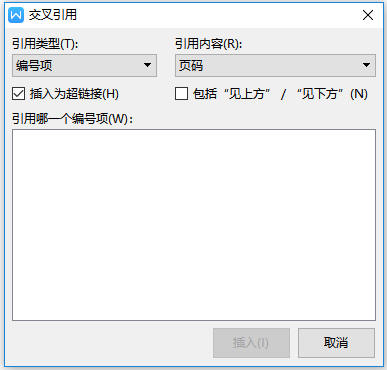 交叉引用
引用类型(T): 引用内容(R):
编号项 页码
插入为超链接(H) 包括“见上方” / “见下方”(N)
引用哪一个编号项(W):
插入(I) 取消